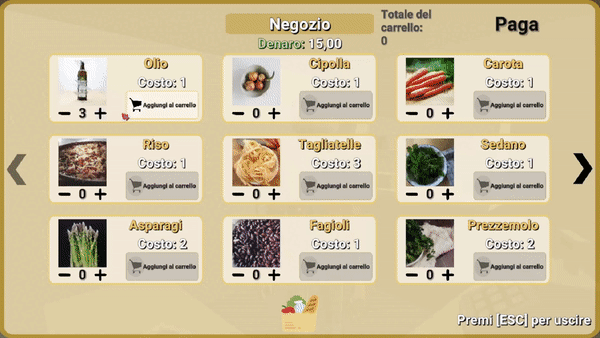 Negozio
Totale del
carrello:
0
Paga
Denaro: 15,00
Olio
Costo: 1
Aggiungi al carrello
3
Cipolla
Costo: 1
Aggiungi al carrello
0
Carota
Costo: 1
Aggiungi al carrello
0
Riso
Costo: 1
Aggiungi al carrello
0
Tagliatelle
Costo: 3
Aggiungi al carrello
0
Sedano
Costo: 1
Aggiungi al carrello
0
Asparagi
Costo: 2
Aggiungi al carrello
0
Fagioli
Costo: 1
Aggiungi al carrello
0
Prezzemolo
Costo: 2
Aggiungi al carrello
0
Premi [ESC] per uscire